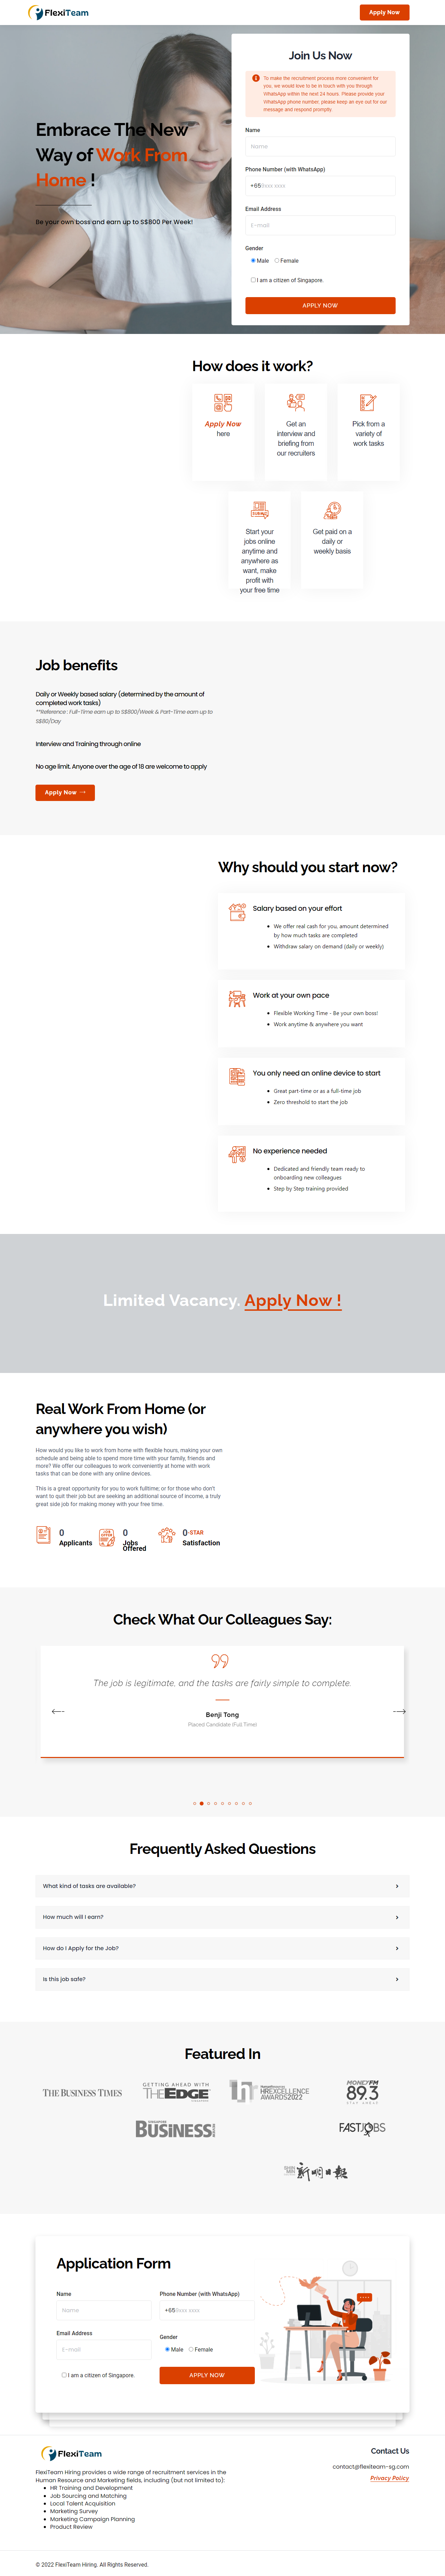 FlexiTeam
Apply Now
Embrace The New
Way of Work From
Home !
Be your own boss and earn up to S$800 Per Week!
Join Us Now
To make the recruitment process more convenient for
you, we would love to be in touch with you through
WhatsApp within the next 24 hours. Please provide your
WhatsApp phone number, please keep an eye out for our
message and respond promptly.
Name
Name
Phone Number (with WhatsApp)
+65 8xxx xxxx
Email Address
E-mail
Gender
Male Female
I am a citizen of Singapore.
APPLY NOW
How does it work?
Apply Now
here
Get an
interview and
briefing from
our recruiters
Pick from a
variety of
work tasks
Start your
jobs online
anytime and
anywhere as
want, make
profit with
your free time
Get paid on a
daily or
weekly basis
Job benefits
Daily or Weekly based salary (determined by the amount of
completed work tasks)
**Reference : Full-Time earn up to S$800/Week & Part-Time earn up to
S$80/Day
Interview and Training through online
No age limit. Anyone over the age of 18 are welcome to apply
Apply Now →
Why should you start now?
Salary based on your effort
• We offer real cash for you, amount determined
by how much tasks are completed
• Withdraw salary on demand (daily or weekly)
Work at your own pace
• Flexible Working Time - Be your own boss!
• Work anytime & anywhere you want
You only need an online device to start
• Great part-time or as a full-time job
• Zero threshold to start the job
No experience needed
• Dedicated and friendly team ready to
onboarding new colleagues
• Step by Step training provided
Limited Vacancy. Apply Now !
Real Work From Home (or
anywhere you wish)
How would you like to work from home with flexible hours, making your own
schedule and being able to spend more time with your family, friends and
more? We offer our colleagues to work conveniently at home with work
tasks that can be done with any online devices.
This is a great opportunity for you to work fulltime; or for those who don't
want to quit their job but are seeking an additional source of income, a truly
great side job for making money with your free time.
0
Applicants
0
Jobs
Offered
0-STAR
Satisfaction
Check What Our Colleagues Say:
The job is legitimate, and the tasks are fairly simple to complete.
Benji Tong
Placed Candidate (Full Time)
Frequently Asked Questions
What kind of tasks are available?
How much will I earn?
How do I Apply for the Job?
Is this job safe?
Featured In
THE BUSINESS TIMES
GETTING AHEAD WITH
THE EDGE
HREXCELLENCE
AWARDS2022
MONEY FM
89.3
BUSINESS
FASTJOBS
SHIN
MIN
新明日報
Application Form
Name
Name
Phone Number (with WhatsApp)
+65 8xxx xxxx
Email Address
E-mail
Gender
Male Female
I am a citizen of Singapore.
APPLY NOW
FlexiTeam
FlexiTeam Hiring provides a wide range of recruitment services in the
Human Resource and Marketing fields, including (but not limited to):
• HR Training and Development
• Job Sourcing and Matching
• Local Talent Acquisition
• Marketing Survey
• Marketing Campaign Planning
• Product Review
Contact Us
contact@flexiteam-sg.com
Privacy Policy
© 2022 FlexiTeam Hiring. All Rights Reserved.